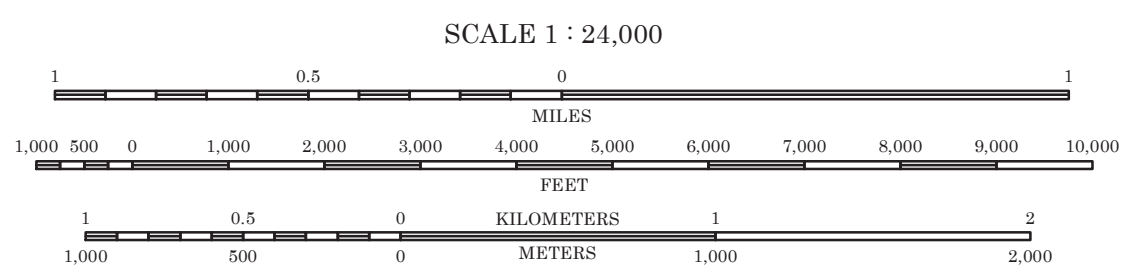 SCALE 1 : 24,000
1 0.5 0 1
MILES
1,000 500 0 1,000 2,000 3,000 4,000 5,000 6,000 7,000 8,000 9,000 10,000
FEET
1 0.5 0 KILOMETERS 1 2
1,000 500 0 METERS 1,000 2,000